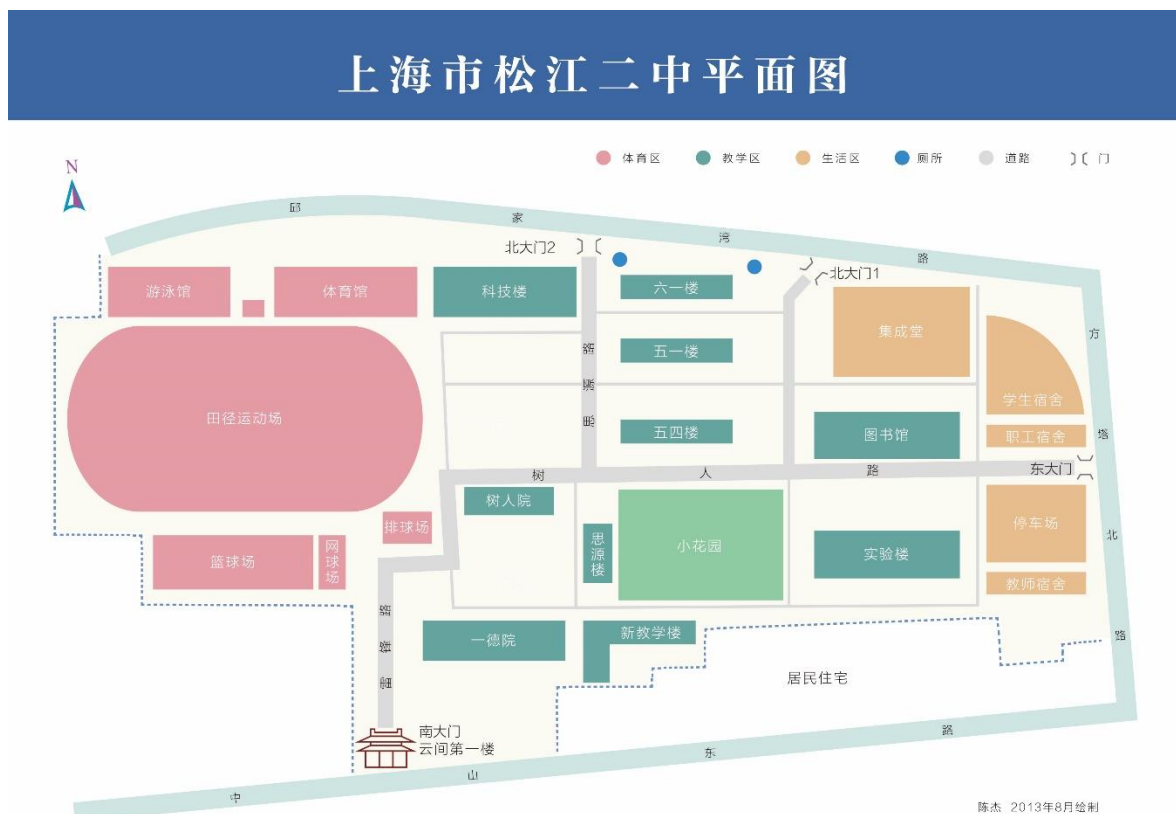 上海市松江二中平面图
N
体育区
教学区
生活区
厕所
道路
门
邱家湾路
北大门2
北大门1
游泳馆
体育馆
科技楼
六一楼
集成堂
方塔北路
五一楼
学生宿舍
田径运动场
五四楼
图书馆
职工宿舍
树人路
东大门
树人院
排球场
思源楼
小花园
停车场
篮球场
网球场
实验楼
教师宿舍
雷锋路
一德院
新教学楼
居民住宅
南大门
云间第一楼
中山东路
陈杰 2013年8月绘制